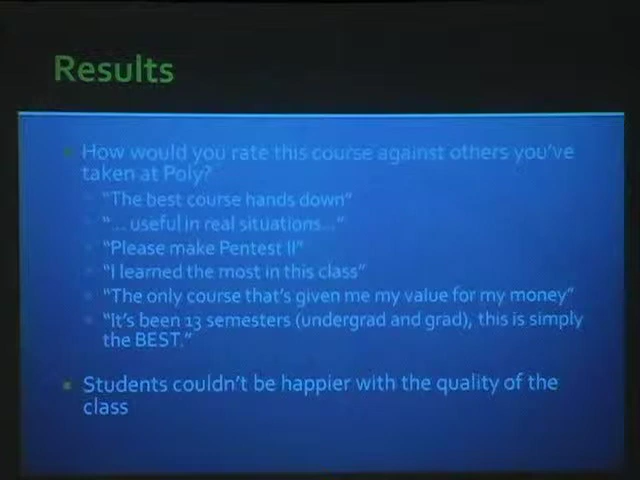 Results
How would you rate this course against others you've
taken at Poly?
"The best course hands down"
"... useful in real situations..."
"Please make Pentest II"
"I learned the most in this class"
"The only course that's given me my value for my money"
"It's been 13 semesters (undergrad and grad), this is simply
the BEST."
Students couldn't be happier with the quality of the
class